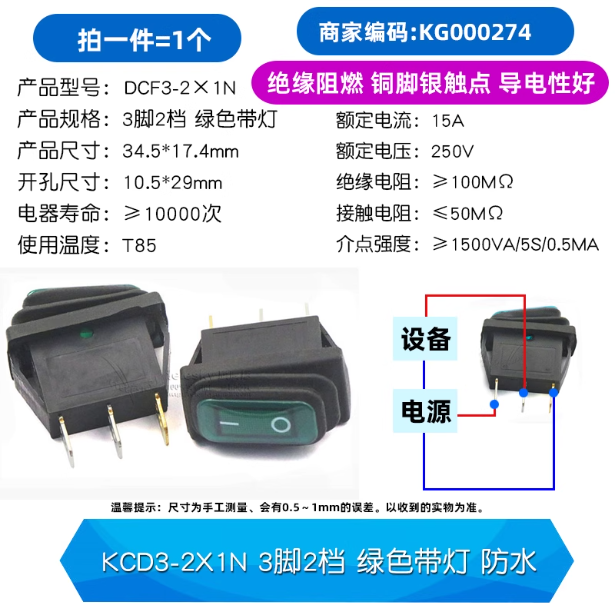 拍一件=1个
商家编码:KG000274
绝缘阻燃 铜脚银触点 导电性好
产品型号: DCF3-2×1N
产品规格: 3脚2档 绿色带灯
产品尺寸: 34.5*17.4mm
开孔尺寸: 10.5*29mm
电器寿命: ≥10000次
使用温度: T85
额定电流: 15A
额定电压: 250V
绝缘电阻: ≥100MΩ
接触电阻: ≤50MΩ
介点强度: ≥1500VA/5S/0.5MA
I O
设备
电源
温馨提示: 尺寸为手工测量、会有0.5~1mm的误差。以收到的实物为准。
KCD3-2X1N 3脚2档 绿色带灯 防水